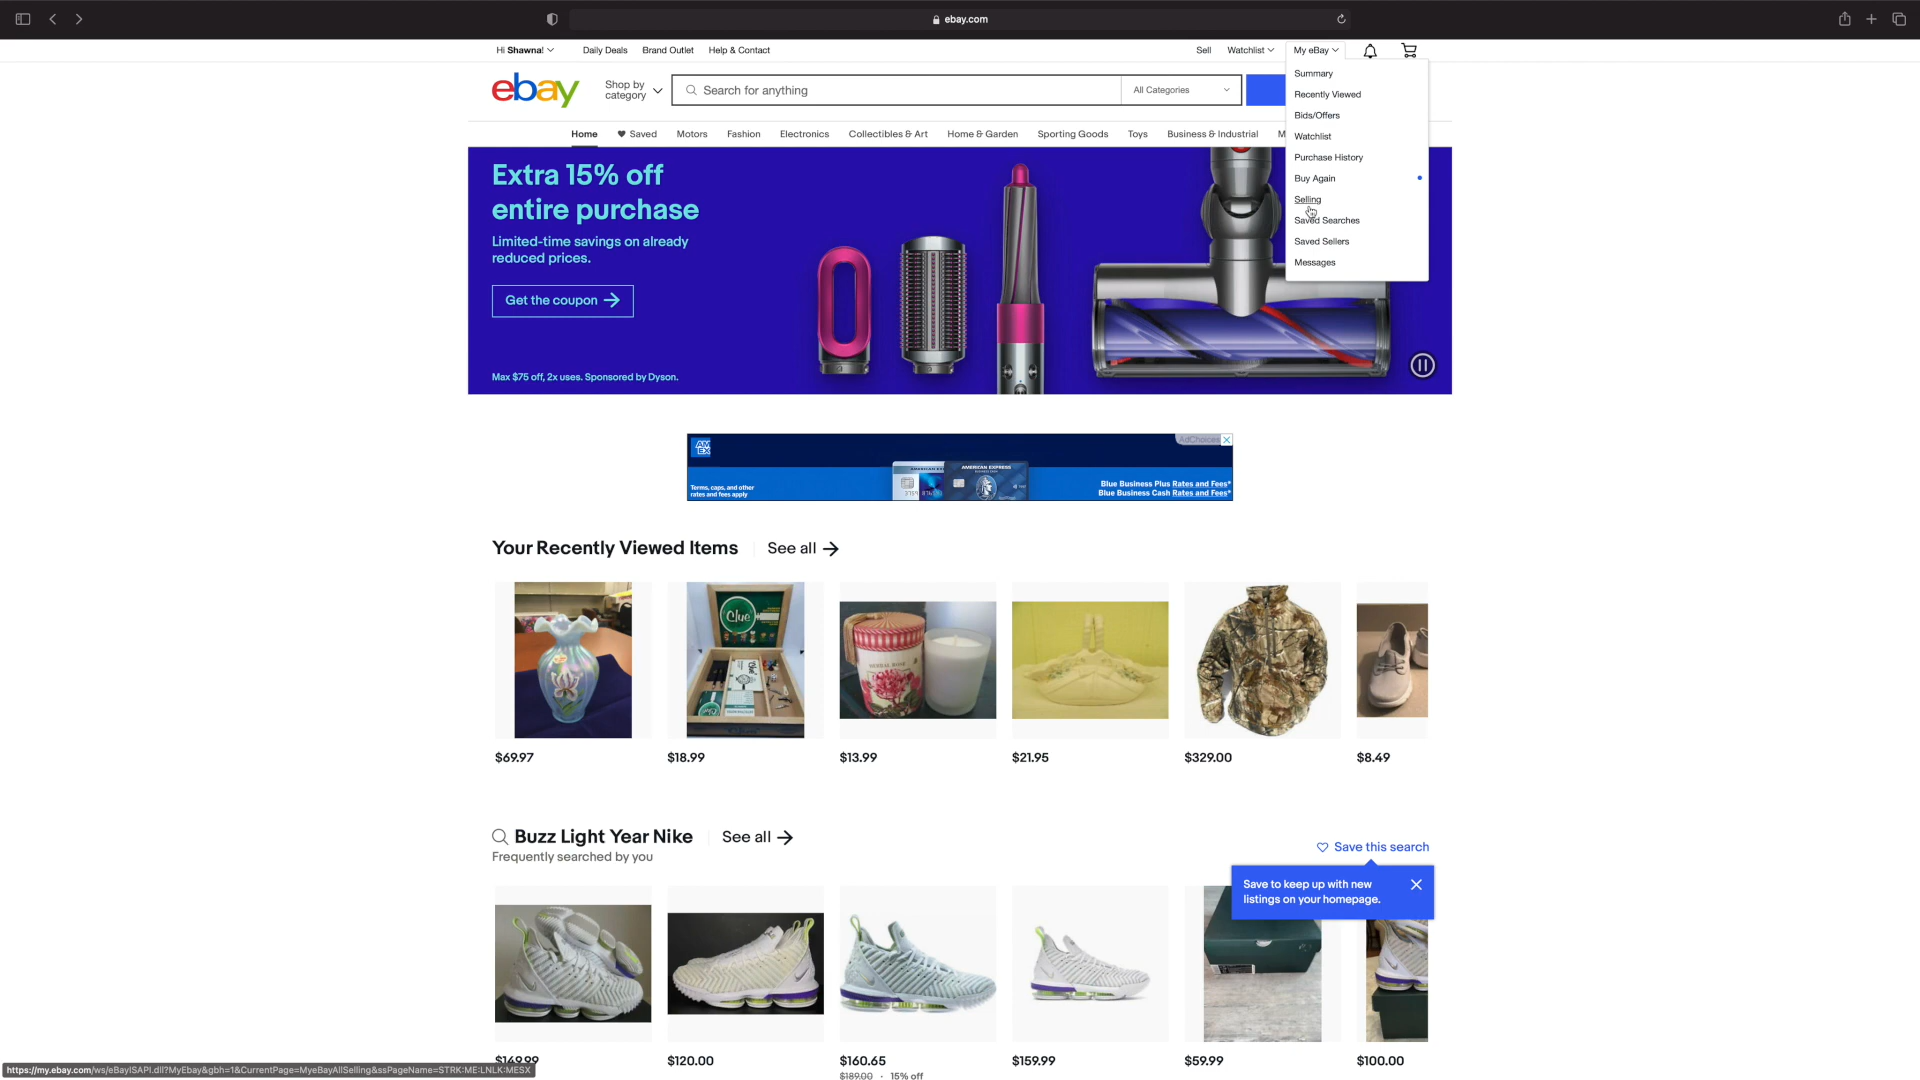 ebay.com
Hi Shawna!
Daily Deals
Brand Outlet
Help & Contact
Sell
Watchlist
My eBay
ebay
Shop by
category
Search for anything
All Categories
Summary
Recently Viewed
Bids/Offers
Watchlist
Purchase History
Buy Again
Selling
Saved Searches
Saved Sellers
Messages
Home
Saved
Motors
Fashion
Electronics
Collectibles & Art
Home & Garden
Sporting Goods
Toys
Business & Industrial
M
Extra 15% off
entire purchase
Limited-time savings on already
reduced prices.
Get the coupon
Max $75 off, 2x uses. Sponsored by Dyson.
AM
EX
AdChoices
Terms, caps, and other
rates and fees apply
AMERICAN EXPRESS
Blue Business Plus Rates and Fees*
Blue Business Cash Rates and Fees*
Your Recently Viewed Items
See all
Clue
$69.97
$18.99
$13.99
$21.95
$329.00
$8.49
Buzz Light Year Nike
See all
Frequently searched by you
Save this search
Save to keep up with new
listings on your homepage.
$149.99
$120.00
$160.65
$189.00 · 15% off
$159.99
$59.99
$100.00
https://my.ebay.com/ws/eBayISAPI.dll?MyEbay&gbh=1&CurrentPage=MyeBayAllSelling&ssPageName=STRK:ME:LNLK:MESX